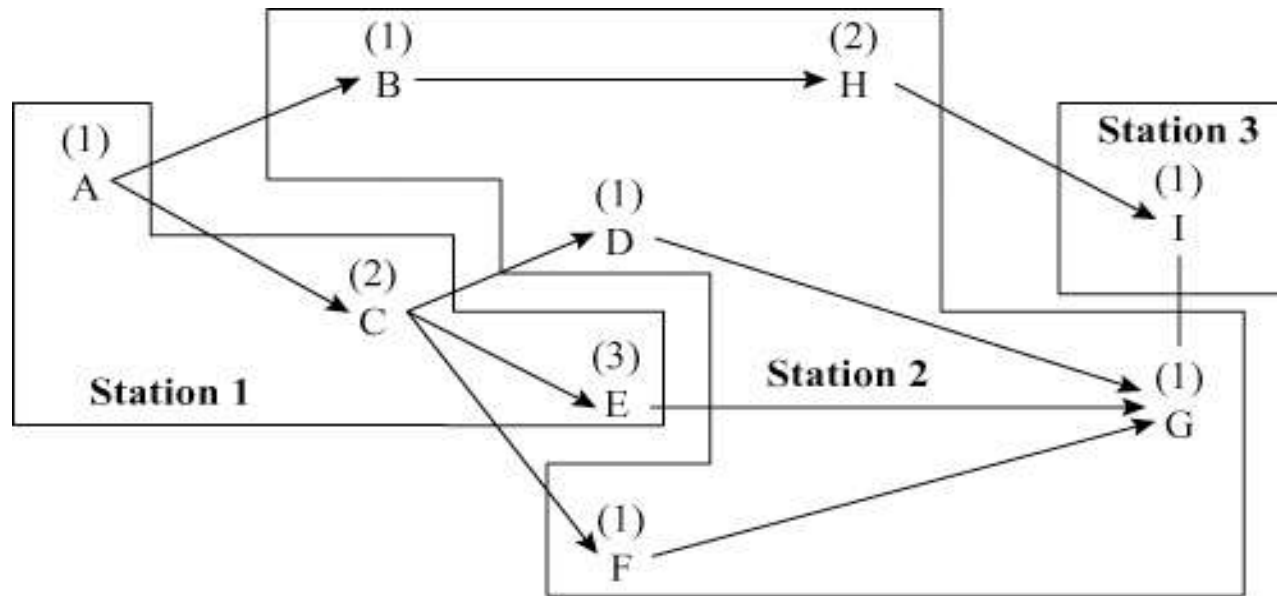 (1)
B
(2)
H
Station 3
(1)
A
(1)
I
(1)
D
(2)
C
(3)
E
Station 1
Station 2
(1)
G
(1)
F